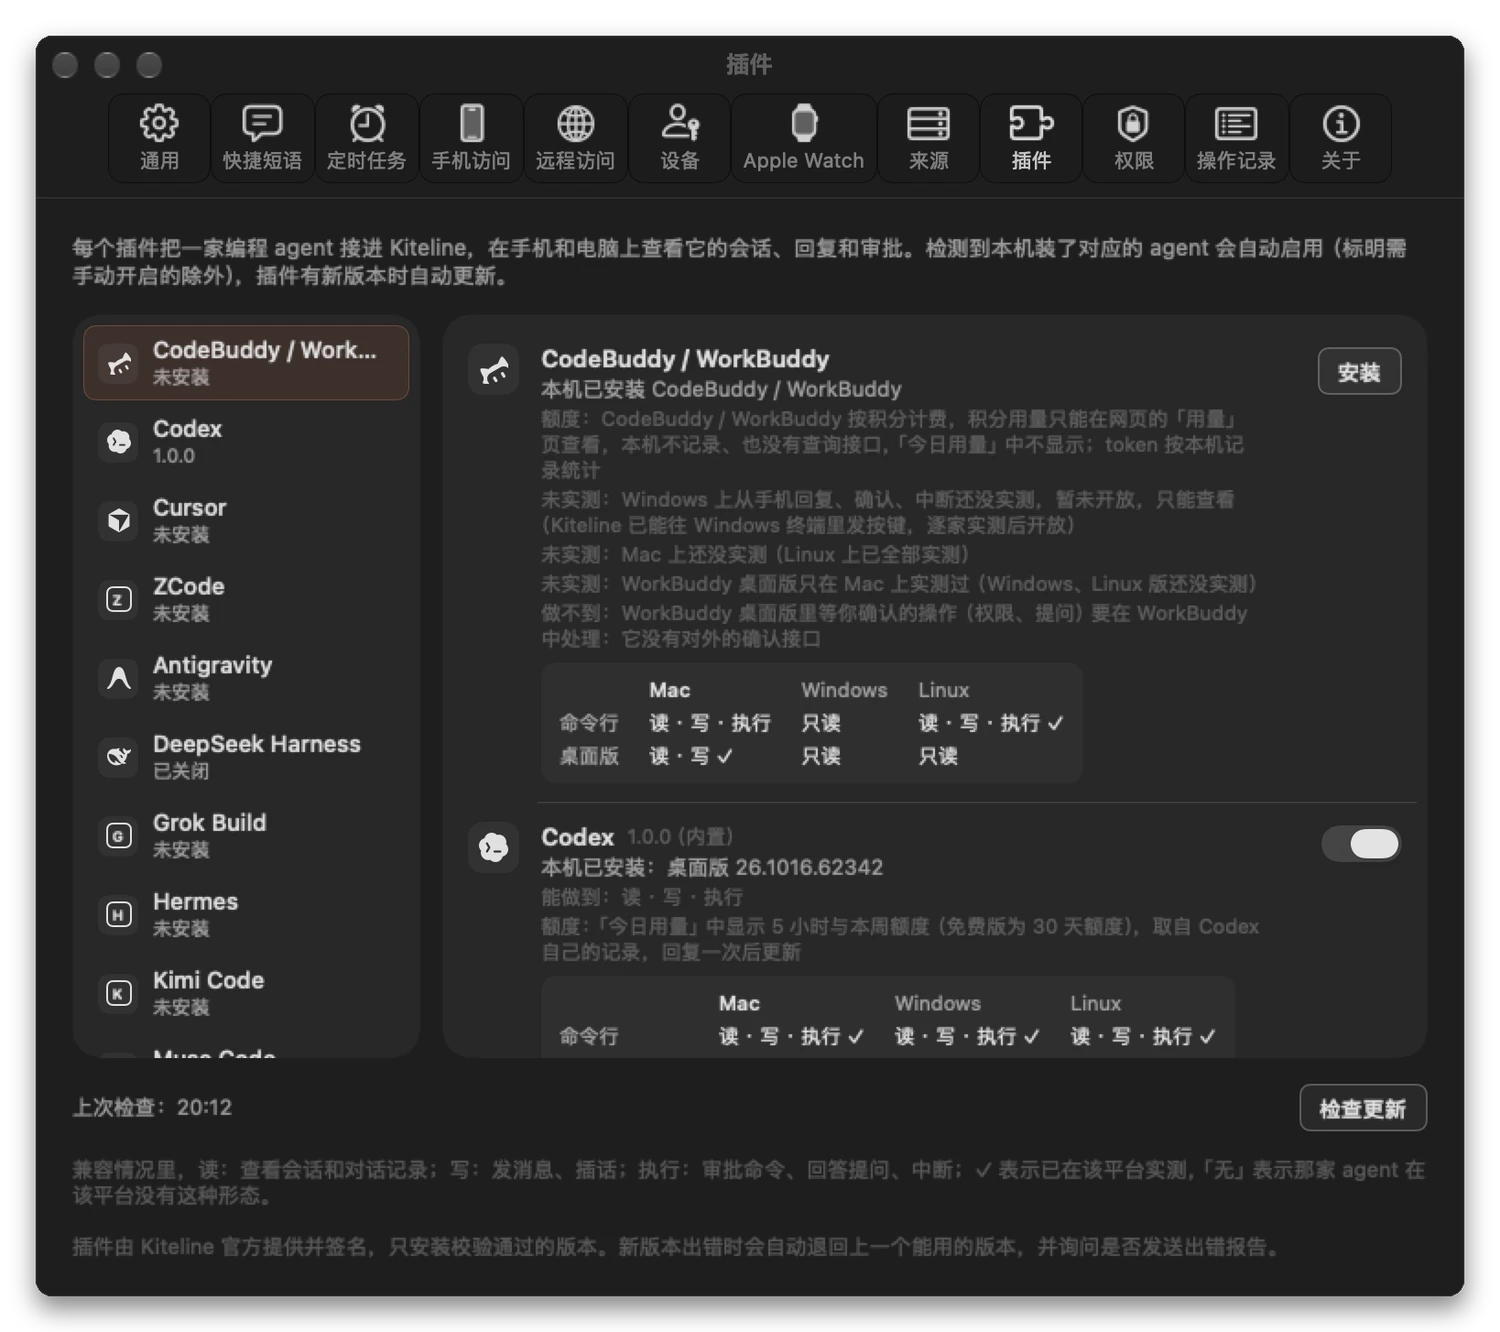 插件
通用
快捷短语
定时任务
手机访问
远程访问
设备
Apple Watch
来源
插件
权限
操作记录
关于
每个插件把一家编程 agent 接进 Kiteline，在手机和电脑上查看它的会话、回复和审批。检测到本机装了对应的 agent 会自动启用（标明需
手动开启的除外），插件有新版本时自动更新。
CodeBuddy / Work...
未安装
Codex
1.0.0
Cursor
未安装
ZCode
未安装
Antigravity
未安装
DeepSeek Harness
已关闭
Grok Build
未安装
Hermes
未安装
Kimi Code
未安装
Muse Code
CodeBuddy / WorkBuddy
安装
本机已安装 CodeBuddy / WorkBuddy
额度：CodeBuddy / WorkBuddy 按积分计费，积分用量只能在网页的「用量」
页查看，本机不记录、也没有查询接口，「今日用量」中不显示；token 按本机记
录统计
未实测：Windows 上从手机回复、确认、中断还没实测，暂未开放，只能查看
（Kiteline 已能往 Windows 终端里发按键，逐家实测后开放）
未实测：Mac 上还没实测（Linux 上已全部实测）
未实测：WorkBuddy 桌面版只在 Mac 上实测过（Windows、Linux 版还没实测）
做不到：WorkBuddy 桌面版里等你确认的操作（权限、提问）要在 WorkBuddy
中处理：它没有对外的确认接口
Mac Windows Linux
命令行 读 · 写 · 执行 只读 读 · 写 · 执行 ✓
桌面版 读 · 写 ✓ 只读 只读
Codex 1.0.0（内置）
本机已安装：桌面版 26.1016.62342
能做到：读 · 写 · 执行
额度：「今日用量」中显示 5 小时与本周额度（免费版为 30 天额度），取自 Codex
自己的记录，回复一次后更新
Mac Windows Linux
命令行 读 · 写 · 执行 ✓ 读 · 写 · 执行 ✓ 读 · 写 · 执行 ✓
上次检查：20:12
检查更新
兼容情况里，读：查看会话和对话记录；写：发消息、插话；执行：审批命令、回答提问、中断；✓ 表示已在该平台实测，「无」表示那家 agent 在
该平台没有这种形态。
插件由 Kiteline 官方提供并签名，只安装校验通过的版本。新版本出错时会自动退回上一个能用的版本，并询问是否发送出错报告。